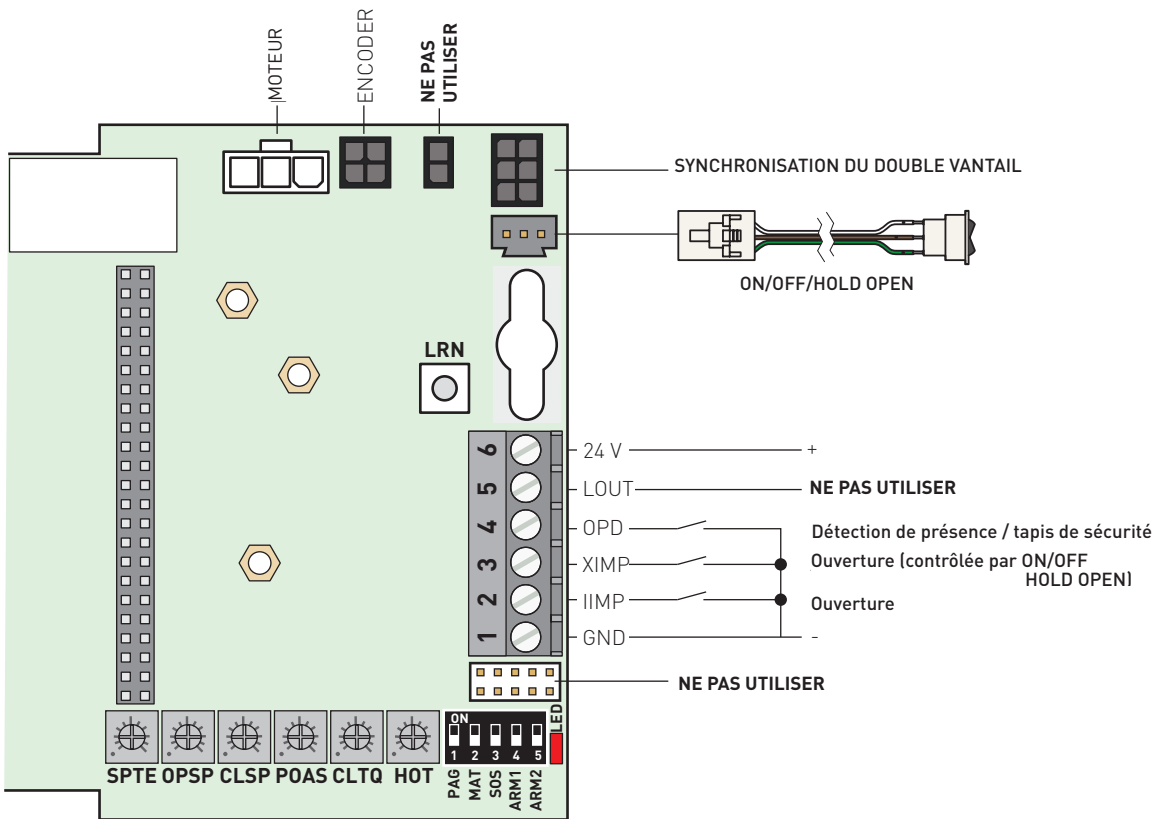 MOTEUR
ENCODER
NE PAS
UTILISER
SYNCHRONISATION DU DOUBLE VANTAIL
ON/OFF/HOLD OPEN
LRN
6
24 V
+
5
LOUT
NE PAS UTILISER
4
OPD
Détection de présence / tapis de sécurité
3
XIMP
Ouverture (contrôlée par ON/OFF
HOLD OPEN)
2
IIMP
Ouverture
1
GND
-
NE PAS UTILISER
ON
1 2 3 4 5
LED
SPTE OPSP CLSP POAS CLTQ HOT
PAG
MAT
SOS
ARM1
ARM2